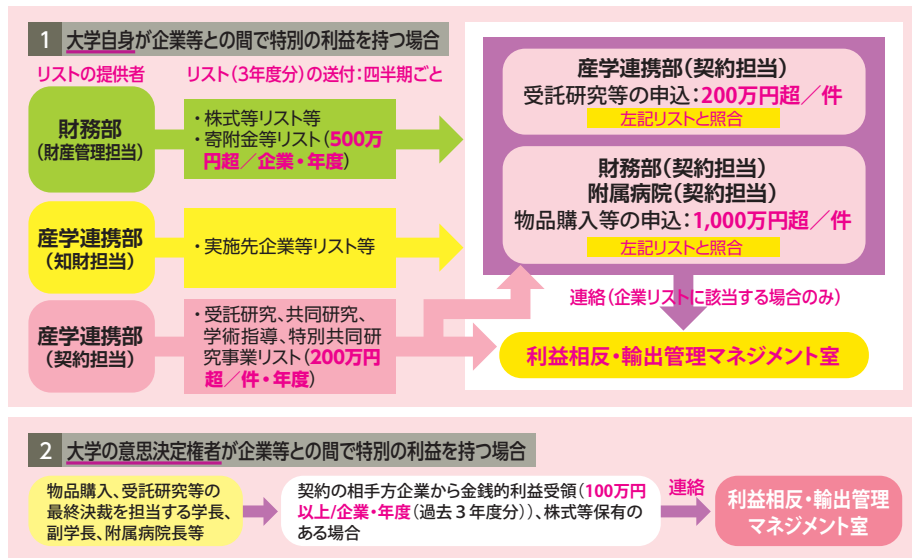 1 大学自身が企業等との間で特別の利益を持つ場合
リストの提供者
リスト(3年度分)の送付:四半期ごと
財務部
(財産管理担当)
・株式等リスト等
・寄附金等リスト(500万
円超／企業・年度)
産学連携部
(知財担当)
・実施先企業等リスト等
産学連携部
(契約担当)
・受託研究、共同研究、
学術指導、特別共同研
究事業リスト(200万円
超／件・年度)
産学連携部(契約担当)
受託研究等の申込:200万円超／件
左記リストと照合
財務部(契約担当)
附属病院(契約担当)
物品購入等の申込:1,000万円超／件
左記リストと照合
連絡(企業リストに該当する場合のみ)
利益相反・輸出管理マネジメント室
2 大学の意思決定権者が企業等との間で特別の利益を持つ場合
物品購入、受託研究等の
最終決裁を担当する学長、
副学長、附属病院長等
契約の相手方企業から金銭的利益受領(100万円
以上/企業・年度(過去3年度分))、株式等保有の
ある場合
連絡
利益相反・輸出管理
マネジメント室